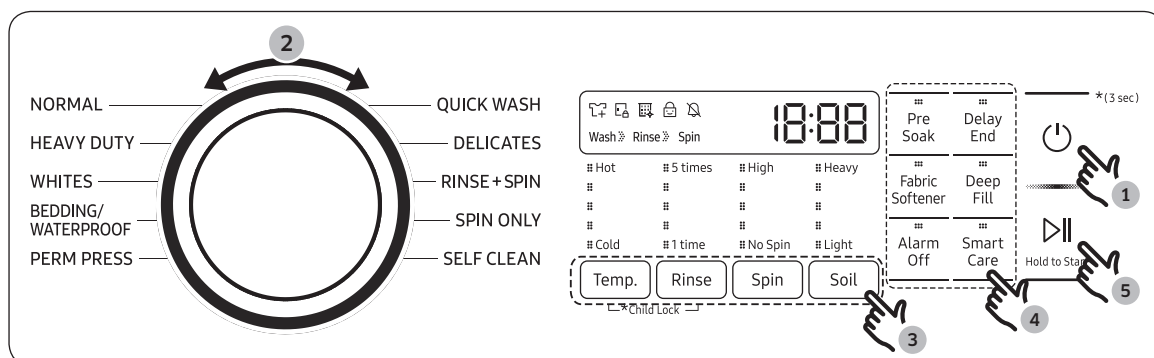 2
NORMAL
HEAVY DUTY
WHITES
BEDDING/
WATERPROOF
PERM PRESS
QUICK WASH
DELICATES
RINSE+SPIN
SPIN ONLY
SELF CLEAN
18:88
Wash Rinse Spin
Hot 5 times High Heavy
Cold 1 time No Spin Light
Temp. Rinse Spin Soil
*Child Lock
3
Pre
Soak
Delay
End
Fabric
Softener
Deep
Fill
Alarm
Off
Smart
Care
4
*(3 sec)
1
Hold to Start
5